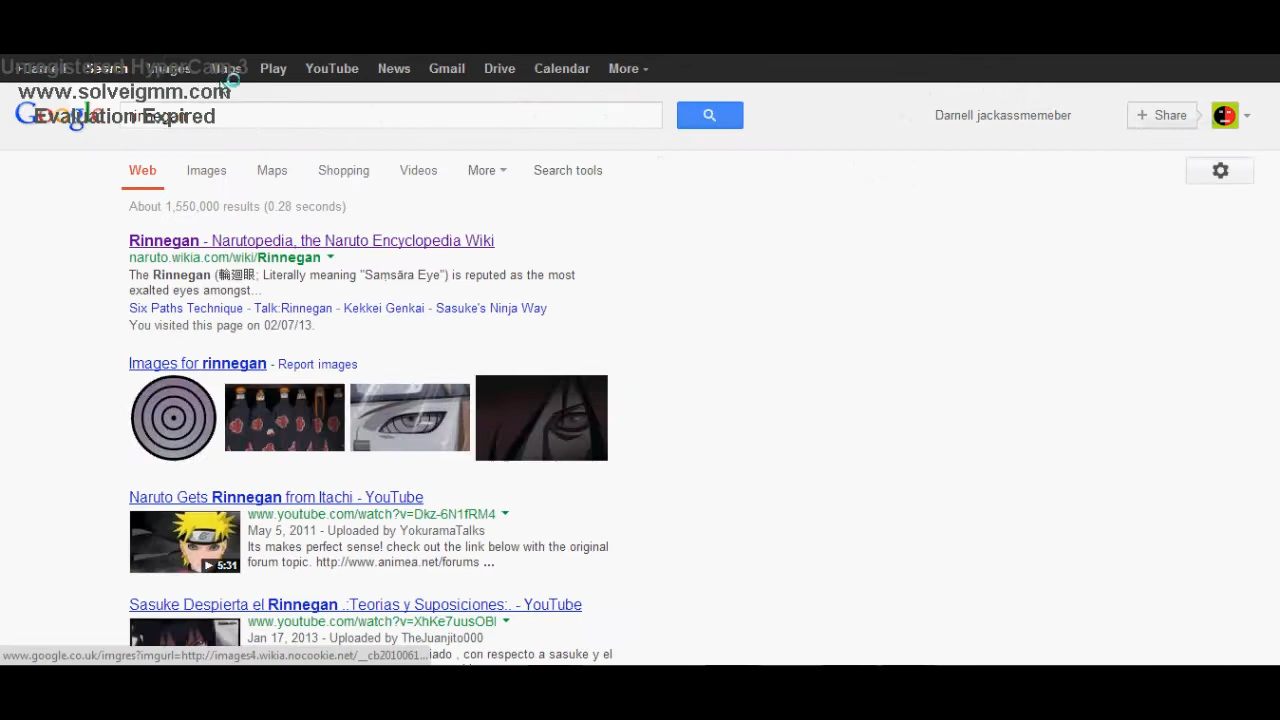 Unregistered HyperCam 3
Search Images Maps Play YouTube News Gmail Drive Calendar More
www.solveigmm.com
Evaluation Expired
Google
rinnegan
Darnell jackassmemeber
+ Share
Web Images Maps Shopping Videos More Search tools
About 1,550,000 results (0.28 seconds)
Rinnegan - Narutopedia, the Naruto Encyclopedia Wiki
naruto.wikia.com/wiki/Rinnegan
The Rinnegan (輪廻眼; Literally meaning "Saṃsāra Eye") is reputed as the most
exalted eyes amongst...
Six Paths Technique - Talk:Rinnegan - Kekkei Genkai - Sasuke's Ninja Way
You visited this page on 02/07/13.
Images for rinnegan - Report images
Naruto Gets Rinnegan from Itachi - YouTube
www.youtube.com/watch?v=Dkz-6N1fRM4
May 5, 2011 - Uploaded by YokuramaTalks
Its makes perfect sense! check out the link below with the original
5:31
forum topic. http://www.animea.net/forums ...
Sasuke Despierta el Rinnegan .:Teorias y Suposiciones:. - YouTube
www.youtube.com/watch?v=XhKe7uusOBI
Jan 17, 2013 - Uploaded by TheJuanjito000
iado , con respecto a sasuke y el
www.google.co.uk/imgres?imgurl=http://images4.wikia.nocookie.net/__cb2010061...